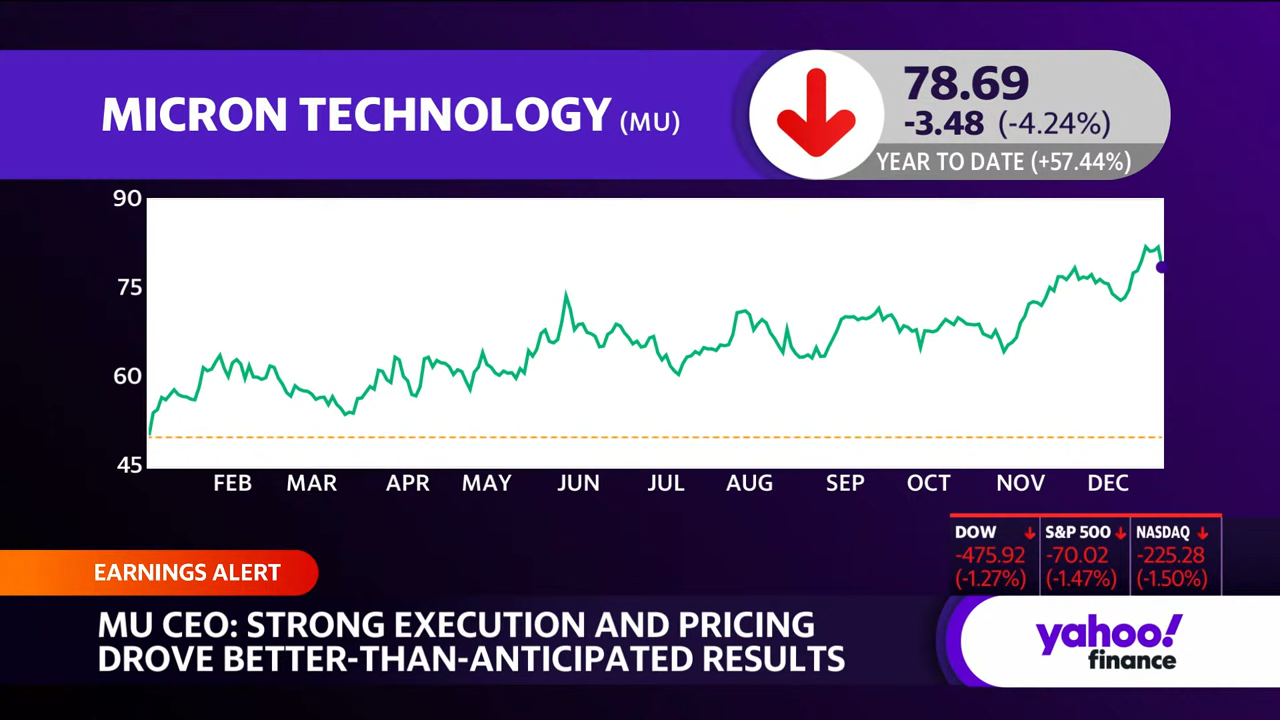 MICRON TECHNOLOGY (MU)
78.69
-3.48 (-4.24%)
YEAR TO DATE (+57.44%)
90
75
60
45
FEB MAR APR MAY JUN JUL AUG SEP OCT NOV DEC
DOW S&P 500 NASDAQ
-475.92 -70.02 -225.28
(-1.27%) (-1.47%) (-1.50%)
EARNINGS ALERT
MU CEO: STRONG EXECUTION AND PRICING
DROVE BETTER-THAN-ANTICIPATED RESULTS
yahoo!
finance